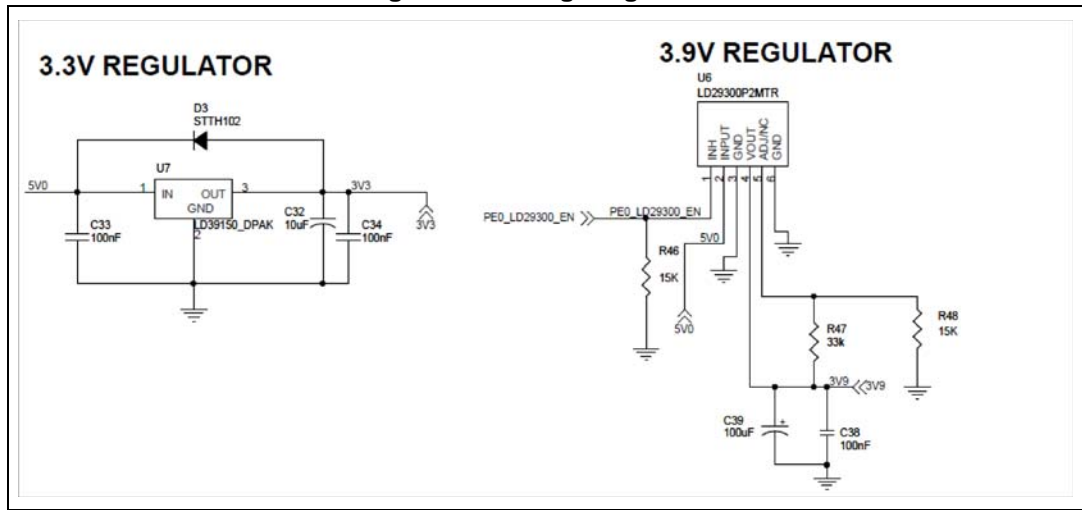 3.3V REGULATOR
D3
STTH102
U7
5V0
1
IN
OUT
3
3V3
GND
LD39150_DPAK
2
C33
100nF
C32
10uF
C34
100nF
3V3
3.9V REGULATOR
U6
LD29300P2MTR
INH
INPUT
GND
VOUT
ADJ/NC
GND
1
2
3
4
5
6
PE0_LD29300_EN
PE0_LD29300_EN
5V0
R46
15K
5V0
R47
33k
R48
15K
3V9
3V9
C39
100uF
+
C38
100nF